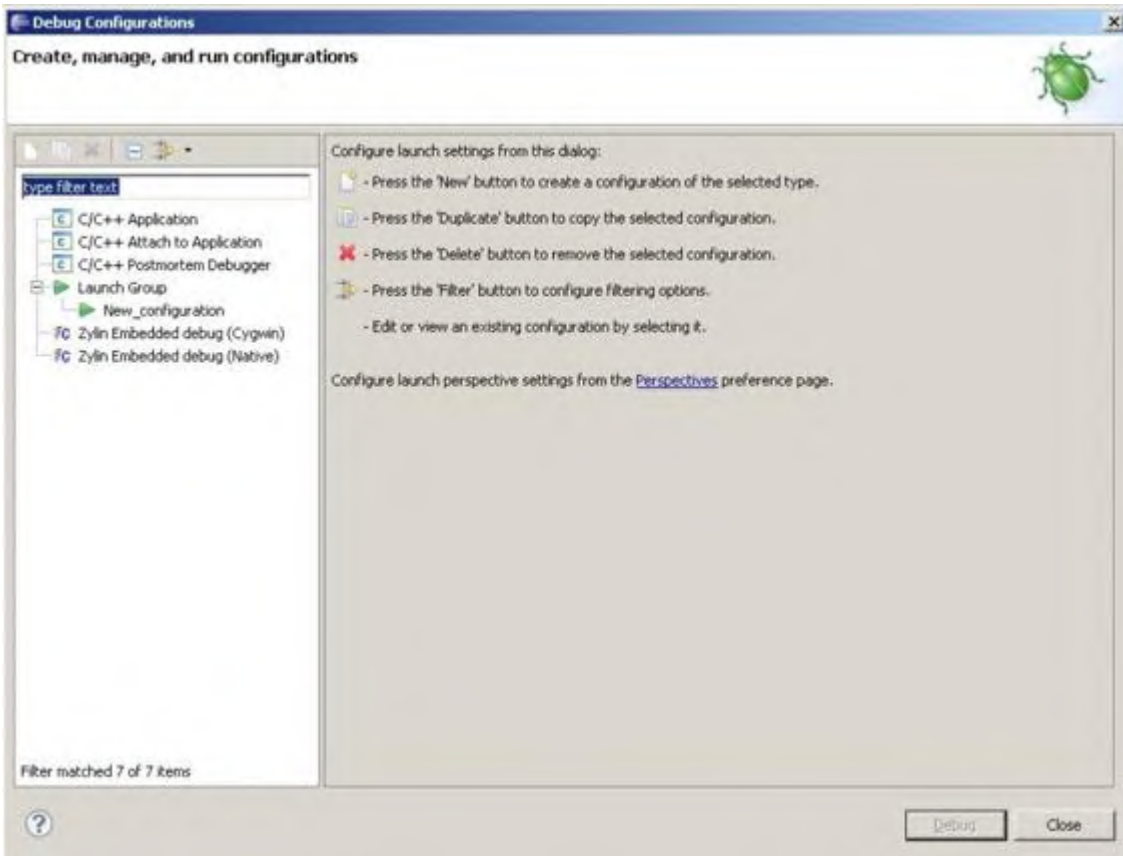 Debug Configurations
Create, manage, and run configurations
type filter text
C/C++ Application
C/C++ Attach to Application
C/C++ Postmortem Debugger
Launch Group
New_configuration
Zylin Embedded debug (Cygwin)
Zylin Embedded debug (Native)
Filter matched 7 of 7 items
Configure launch settings from this dialog:
- Press the 'New' button to create a configuration of the selected type.
- Press the 'Duplicate' button to copy the selected configuration.
- Press the 'Delete' button to remove the selected configuration.
- Press the 'Filter' button to configure filtering options.
- Edit or view an existing configuration by selecting it.
Configure launch perspective settings from the Perspectives preference page.
Debug
Close